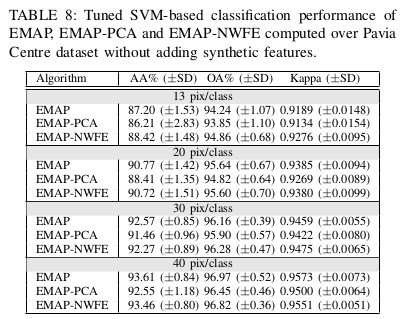 TABLE 8: Tuned SVM-based classification performance of
EMAP, EMAP-PCA and EMAP-NWFE computed over Pavia
Centre dataset without adding synthetic features.
Algorithm AA% (±SD) OA% (±SD) Kappa (±SD)
13 pix/class
EMAP 87.20 (±1.53) 94.24 (±1.07) 0.9189 (±0.0148)
EMAP-PCA 86.21 (±2.83) 93.85 (±1.10) 0.9134 (±0.0154)
EMAP-NWFE 88.42 (±1.48) 94.86 (±0.68) 0.9276 (±0.0095)
20 pix/class
EMAP 90.77 (±1.42) 95.64 (±0.67) 0.9385 (±0.0094)
EMAP-PCA 88.41 (±1.35) 94.82 (±0.64) 0.9269 (±0.0089)
EMAP-NWFE 90.72 (±1.51) 95.60 (±0.70) 0.9380 (±0.0099)
30 pix/class
EMAP 92.57 (±0.85) 96.16 (±0.39) 0.9459 (±0.0055)
EMAP-PCA 91.46 (±0.96) 95.90 (±0.57) 0.9422 (±0.0080)
EMAP-NWFE 92.27 (±0.89) 96.28 (±0.47) 0.9475 (±0.0065)
40 pix/class
EMAP 93.61 (±0.84) 96.97 (±0.52) 0.9573 (±0.0073)
EMAP-PCA 92.55 (±1.18) 96.45 (±0.46) 0.9500 (±0.0064)
EMAP-NWFE 93.46 (±0.80) 96.82 (±0.36) 0.9551 (±0.0051)